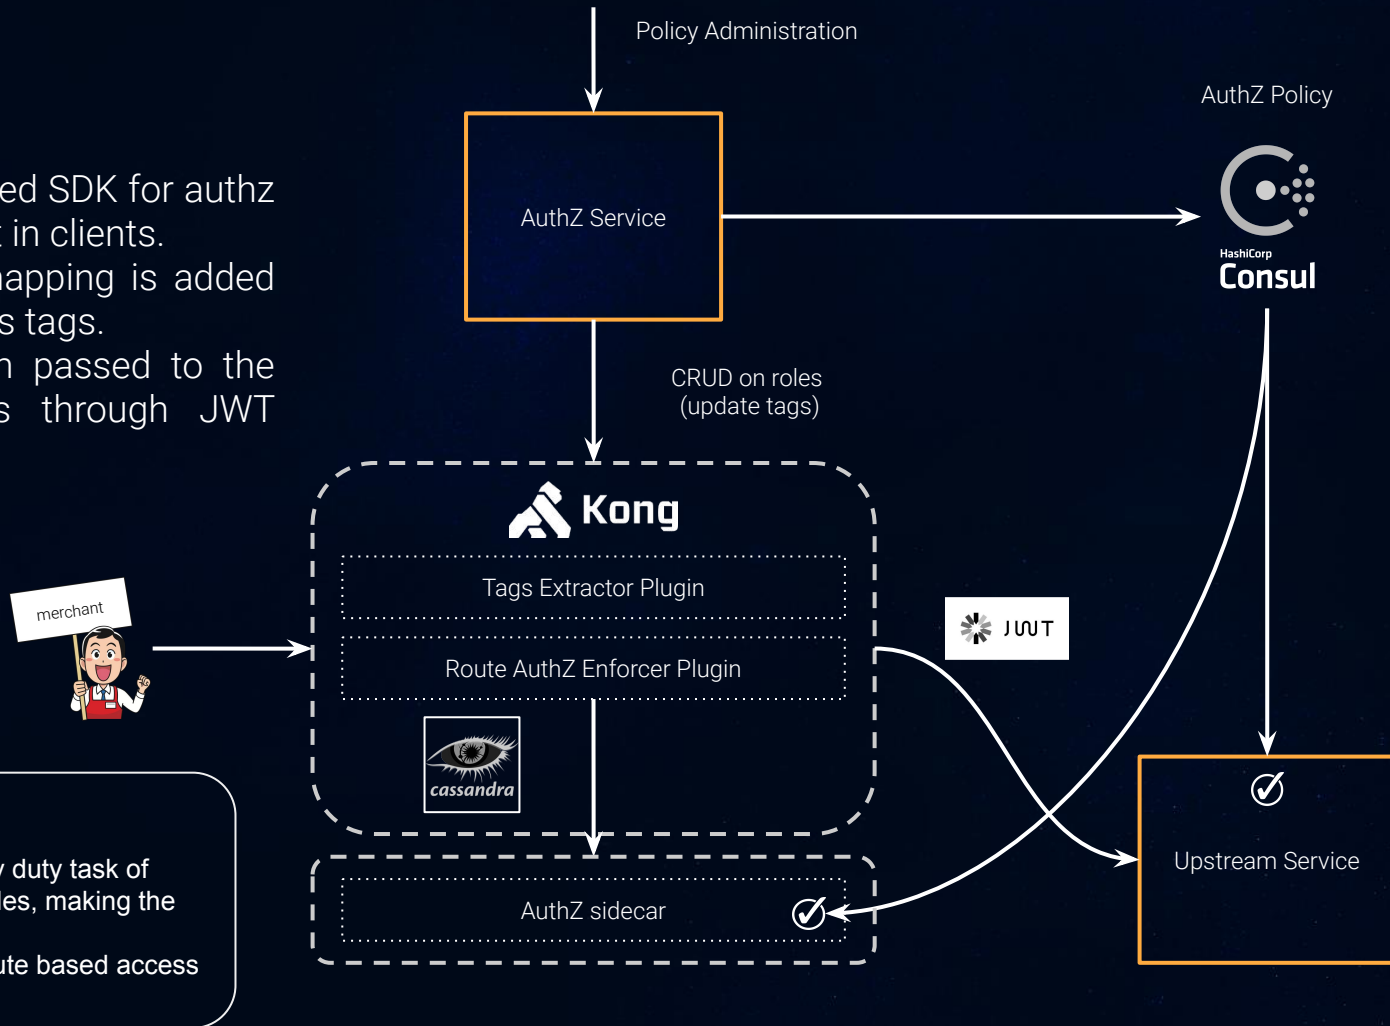 Policy Administration
AuthZ Policy
AuthZ Service
HashiCorp
Consul
ed SDK for authz
in clients.
mapping is added
s tags.
passed to the
s through JWT
CRUD on roles
(update tags)
Kong
Tags Extractor Plugin
Route AuthZ Enforcer Plugin
merchant
JWT
cassandra
duty task of
les, making the
ute based access
AuthZ sidecar
Upstream Service